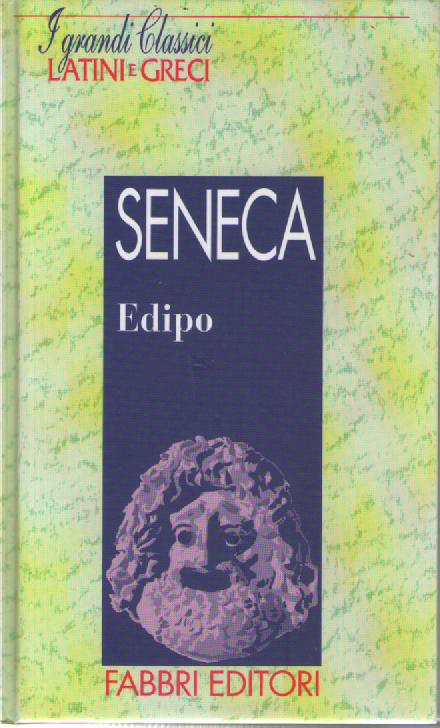 I grandi Classici
LATINI E GRECI
SENECA
Edipo
FABBRI EDITORI